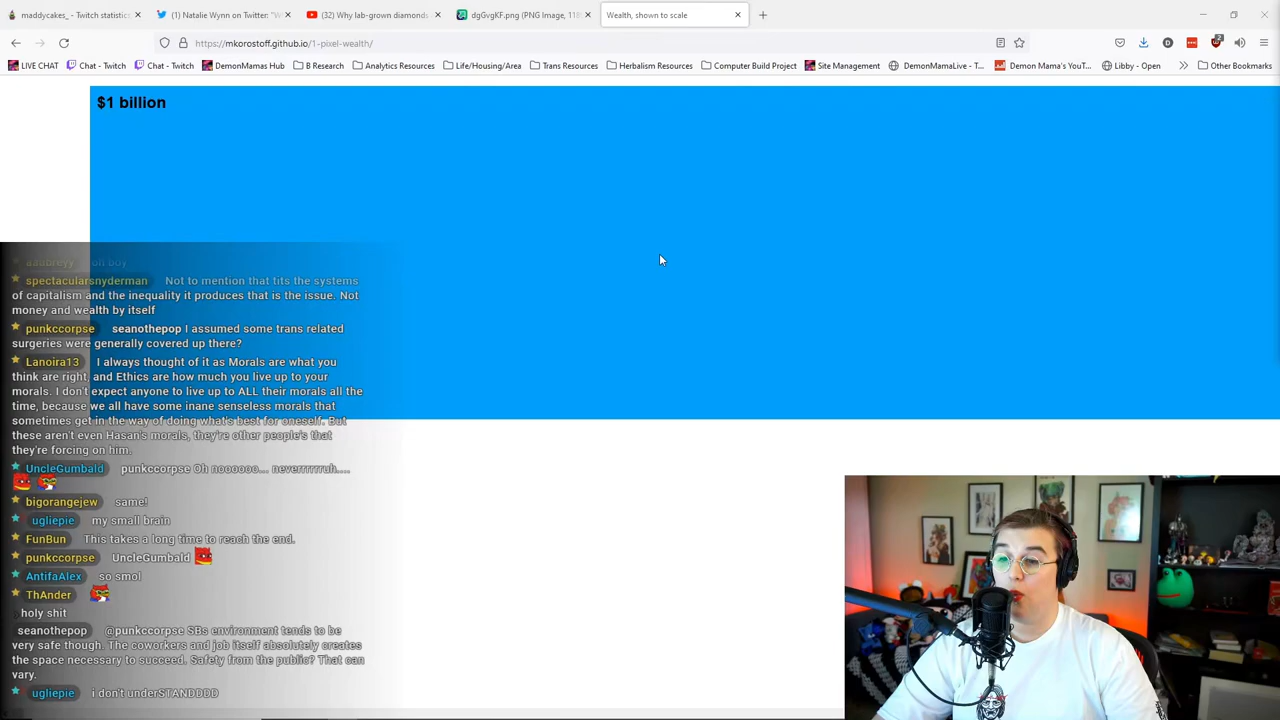 maddycakes_ - Twitch statistics
(1) Natalie Wynn on Twitter: "W
(32) Why lab-grown diamonds
dgGvgKF.png (PNG Image, 118
Wealth, shown to scale
https://mkorostoff.github.io/1-pixel-wealth/
LIVE CHAT
Chat - Twitch
Chat - Twitch
DemonMamas Hub
B Research
Analytics Resources
Life/Housing/Area
Trans Resources
Herbalism Resources
Computer Build Project
Site Management
DemonMamaLive - T...
Demon Mama's YouT...
Libby - Open
Other Bookmarks
$1 billion
aaubreyy oh boy
spectacularsnyderman Not to mention that tits the systems
of capitalism and the inequality it produces that is the issue. Not
money and wealth by itself
punkccorpse seanothepop I assumed some trans related
surgeries were generally covered up there?
Lanoira13 I always thought of it as Morals are what you
think are right, and Ethics are how much you live up to your
morals. I don't expect anyone to live up to ALL their morals all the
time, because we all have some inane senseless morals that
sometimes get in the way of doing what's best for oneself. But
these aren't even Hasan's morals, they're other people's that
they're forcing on him.
UncleGumbald punkccorpse Oh noooooo... neverrrrrruh....
bigorangejew same!
ugliepie my small brain
FunBun This takes a long time to reach the end.
punkccorpse UncleGumbald
AntifaAlex so smol
ThAnder
holy shit
seanothepop @punkccorpse SBs environment tends to be
very safe though. The coworkers and job itself absolutely creates
the space necessary to succeed. Safety from the public? That can
vary.
ugliepie i don't underSTANDDDD